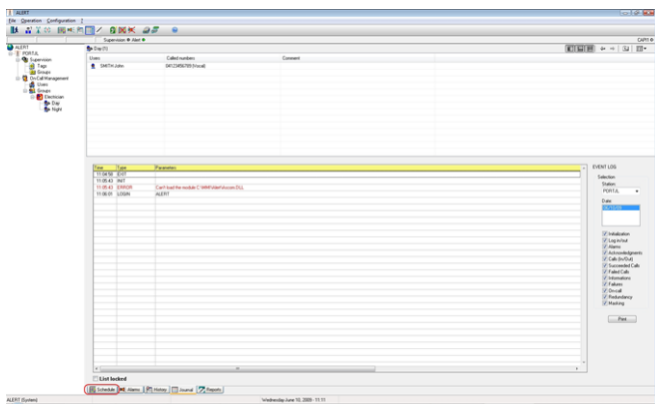 ALERT
File Operation Configuration ?
Supervision Alert
CAPS
ALERT
PORTJL
Supervision
Tags
Groups
On Call Management
Users
Groups
Electrician
Day
Night
Day (1)
Users Called numbers Comment
SMITH John
Time Type Parameters
11:04:58 EXIT
11:05:43 INIT
11:05:43 ERROR
11:06:01 LOGIN ALERT
EVENT LOG
Selection
Station:
PORTJL
Date:
Initialization
Log in/out
Alarms
Acknowledgments
Calls (In/Out)
Succeeded Calls
Failed Calls
Informations
Failures
On-call
Redundancy
Masking
Print
List locked
Schedule Alarms History Journal Reports
ALERT (System) Wednesday June 10, 2009 - 11:11